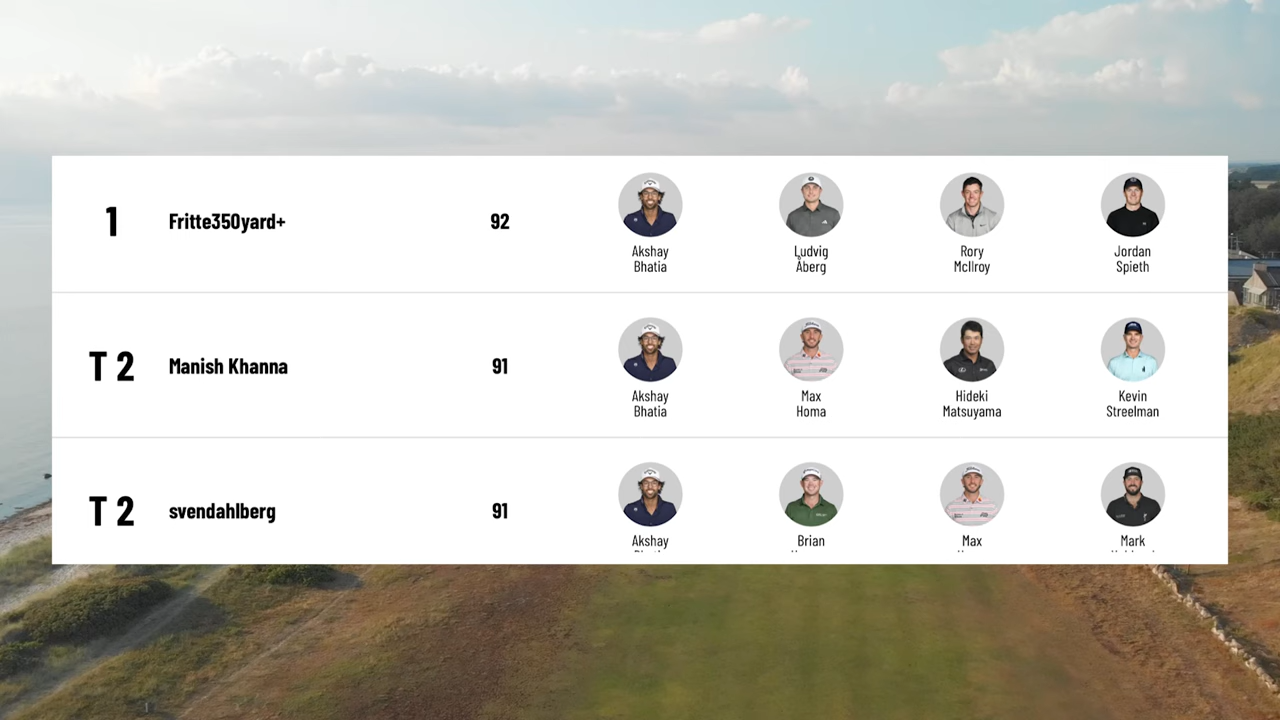 1 Fritte350yard+ 92
Akshay Bhatia
Ludvig Åberg
Rory McIlroy
Jordan Spieth
T 2 Manish Khanna 91
Akshay Bhatia
Max Homa
Hideki Matsuyama
Kevin Streelman
T 2 svendahlberg 91
Akshay
Brian
Max
Mark